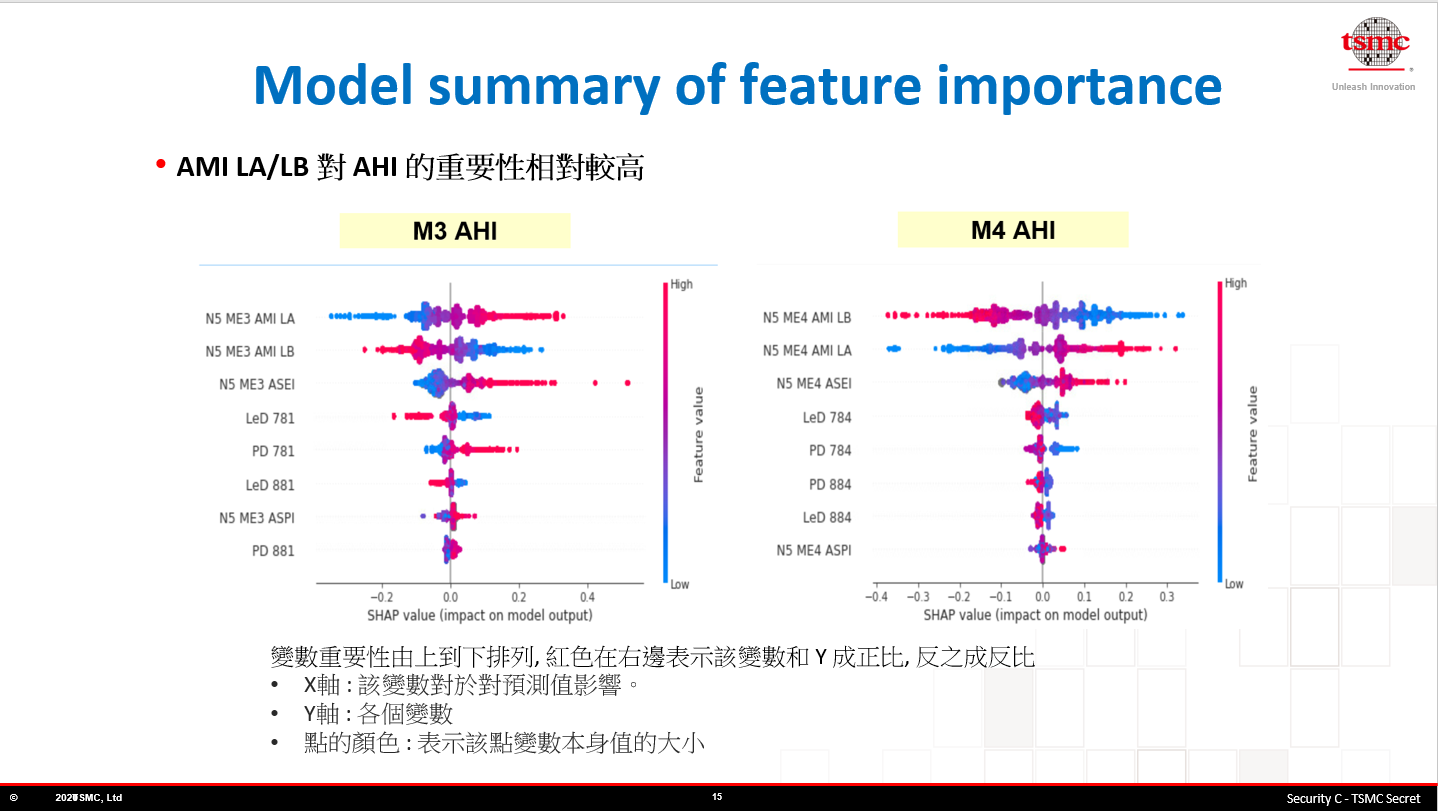 tsmc
Unleash Innovation
Model summary of feature importance
• AMI LA/LB 對 AHI 的重要性相對較高
M3 AHI
High
N5 ME3 AMI LA
N5 ME3 AMI LB
N5 ME3 ASEI
LeD 781
PD 781
LeD 881
N5 ME3 ASPI
PD 881
Feature value
Low
−0.2 0.0 0.2 0.4
SHAP value (impact on model output)
M4 AHI
High
N5 ME4 AMI LB
N5 ME4 AMI LA
N5 ME4 ASEI
LeD 784
PD 784
PD 884
LeD 884
N5 ME4 ASPI
Feature value
Low
−0.4 −0.3 −0.2 −0.1 0.0 0.1 0.2 0.3
SHAP value (impact on model output)
變數重要性由上到下排列, 紅色在右邊表示該變數和 Y 成正比, 反之成反比
• X軸 : 該變數對於對預測值影響。
• Y軸 : 各個變數
• 點的顏色 : 表示該點變數本身值的大小
© TSMC, Ltd
15
Security C - TSMC Secret